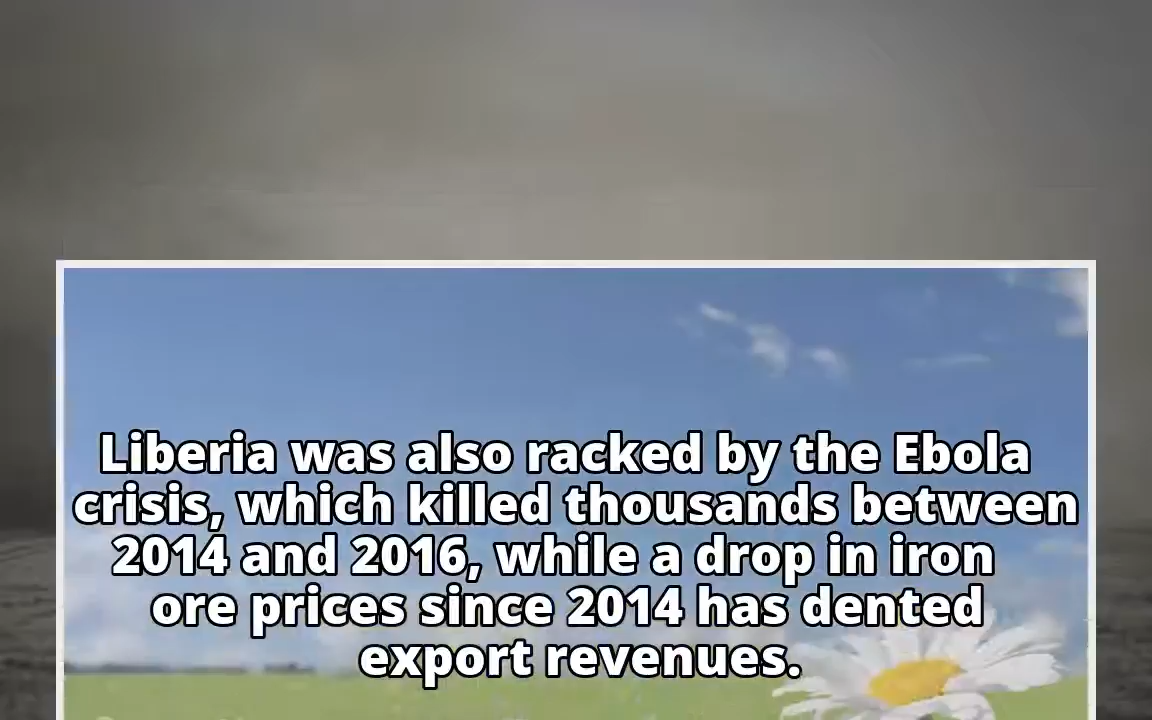 Liberia was also racked by the Ebola
crisis, which killed thousands between
2014 and 2016, while a drop in iron
ore prices since 2014 has dented
export revenues.